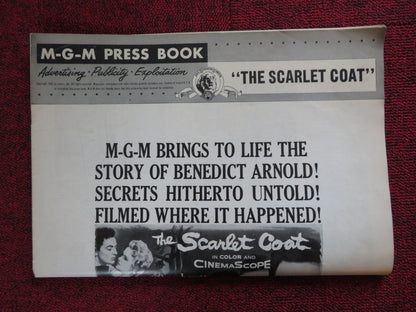 M-G-M PRESS BOOK
Advertising • Publicity • Exploitation
"THE SCARLET COAT"
M-G-M BRINGS TO LIFE THE
STORY OF BENEDICT ARNOLD!
SECRETS HITHERTO UNTOLD!
FILMED WHERE IT HAPPENED!
The Scarlet Coat
IN COLOR AND
CINEMASCOPE